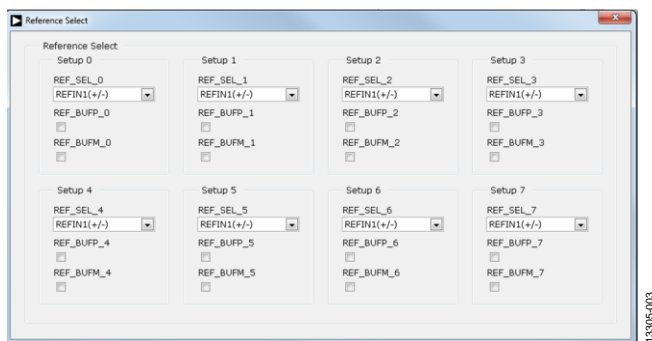 Reference Select
Reference Select
Setup 0
REF_SEL_0
REFIN1(+/-)
REF_BUFP_0
REF_BUFM_0
Setup 1
REF_SEL_1
REFIN1(+/-)
REF_BUFP_1
REF_BUFM_1
Setup 2
REF_SEL_2
REFIN1(+/-)
REF_BUFP_2
REF_BUFM_2
Setup 3
REF_SEL_3
REFIN1(+/-)
REF_BUFP_3
REF_BUFM_3
Setup 4
REF_SEL_4
REFIN1(+/-)
REF_BUFP_4
REF_BUFM_4
Setup 5
REF_SEL_5
REFIN1(+/-)
REF_BUFP_5
REF_BUFM_5
Setup 6
REF_SEL_6
REFIN1(+/-)
REF_BUFP_6
REF_BUFM_6
Setup 7
REF_SEL_7
REFIN1(+/-)
REF_BUFP_7
REF_BUFM_7
13305-003